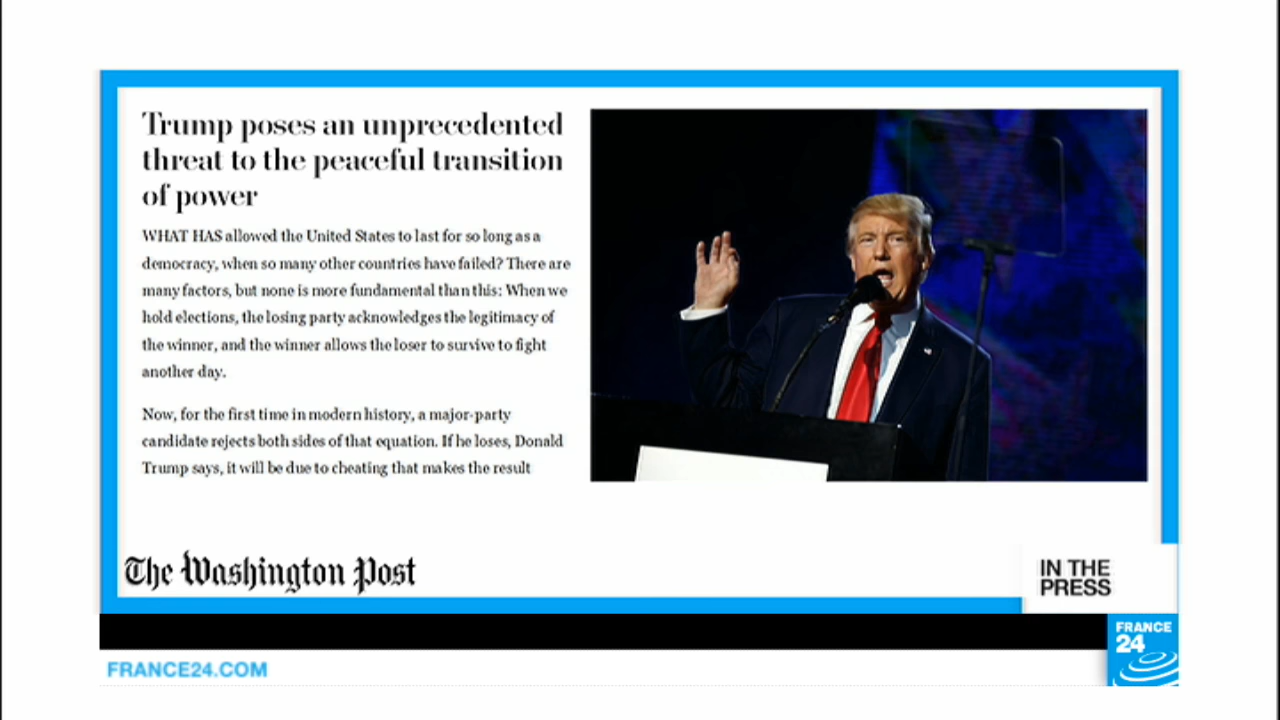 Trump poses an unprecedented
threat to the peaceful transition
of power
WHAT HAS allowed the United States to last for so long as a
democracy, when so many other countries have failed? There are
many factors, but none is more fundamental than this: When we
hold elections, the losing party acknowledges the legitimacy of
the winner, and the winner allows the loser to survive to fight
another day.
Now, for the first time in modern history, a major-party
candidate rejects both sides of that equation. If he loses, Donald
Trump says, it will be due to cheating that makes the result
The Washington Post
IN THE
PRESS
FRANCE
24
FRANCE24.COM